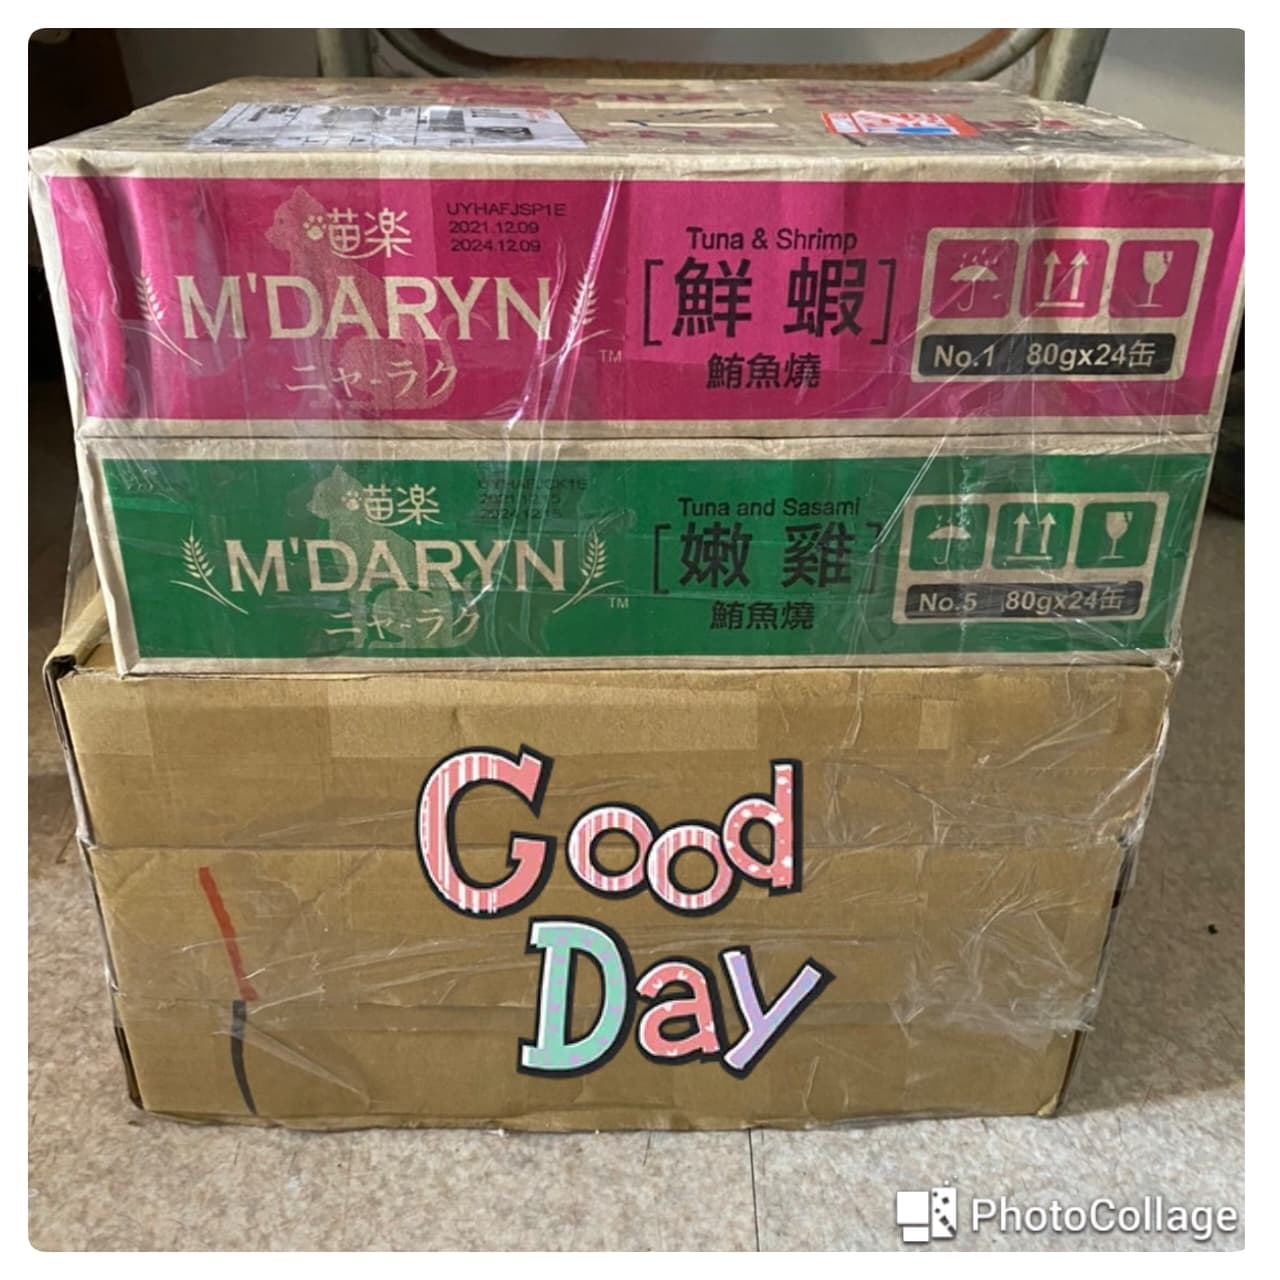 喵楽
UYHAFJSP1E
2021.12.09
2024.12.09
M'DARYN
TM
ニャ-ラク
Tuna & Shrimp
[鮮 蝦]
鮪魚燒
No.1 80gx24缶
喵楽
M'DARYN
TM
ニャ-ラク
Tuna and Sasami
[嫩 雞]
鮪魚燒
No.5 80gx24缶
Good
Day
PhotoCollage